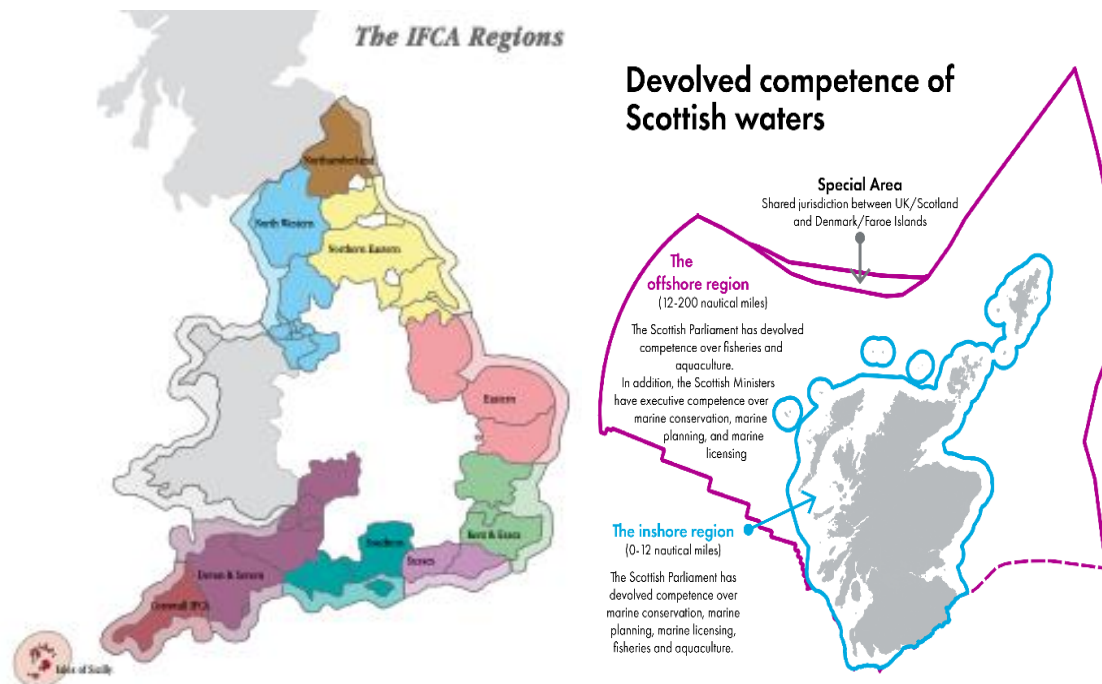 The IFCA Regions
Northumberland
North Western
Northern Eastern
Eastern
Kent & Essex
Southern
Sussex
Devon & Severn
Cornwall IFCA
Isles of Sicilly
Devolved competence of
Scottish waters
Special Area
Shared jurisdiction between UK/Scotland
and Denmark/Faroe Islands
The
offshore region
(12-200 nautical miles)
The Scottish Parliament has devolved
competence over fisheries and
aquaculture.
In addition, the Scottish Ministers
have executive competence over
marine conservation, marine
planning, and marine
licensing
The inshore region
(0-12 nautical miles)
The Scottish Parliament has
devolved competence over
marine conservation, marine
planning, marine licensing,
fisheries and aquaculture.